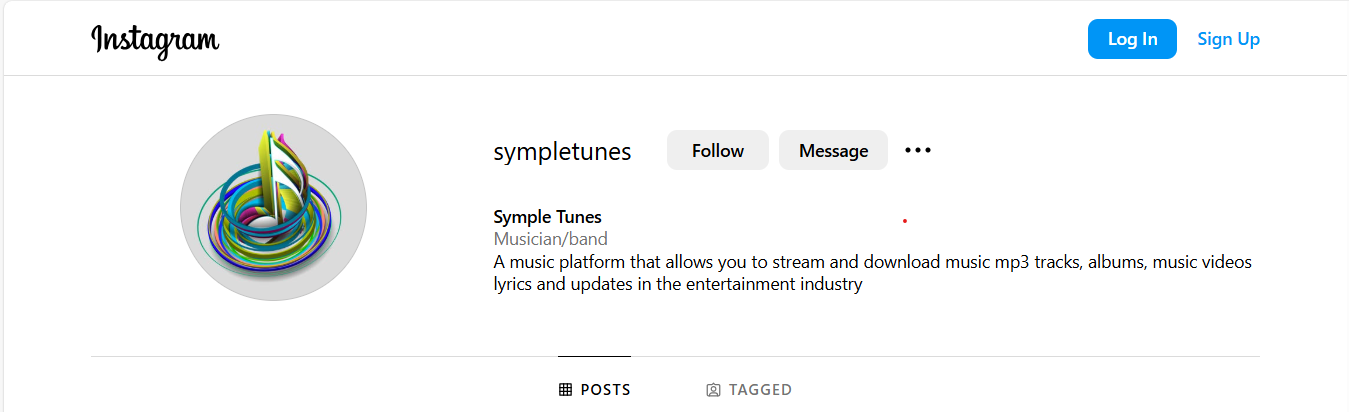 Instagram
Log In
Sign Up
sympletunes
Follow
Message
Symple Tunes
Musician/band
A music platform that allows you to stream and download music mp3 tracks, albums, music videos
lyrics and updates in the entertainment industry
POSTS
TAGGED